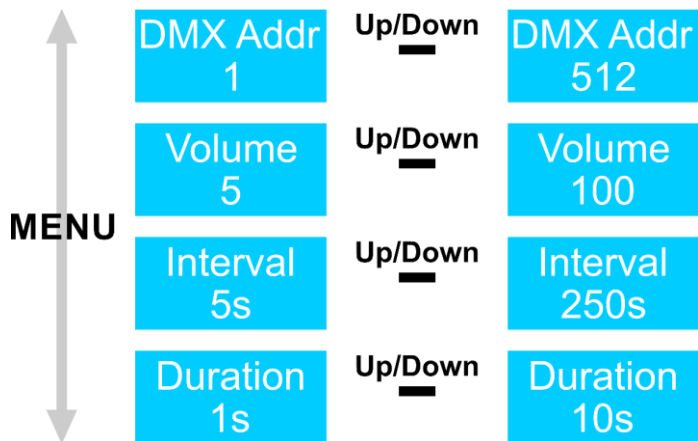 DMX Addr
1
Up/Down
DMX Addr
512
Volume
5
Up/Down
Volume
100
MENU
Interval
5s
Up/Down
Interval
250s
Duration
1s
Up/Down
Duration
10s